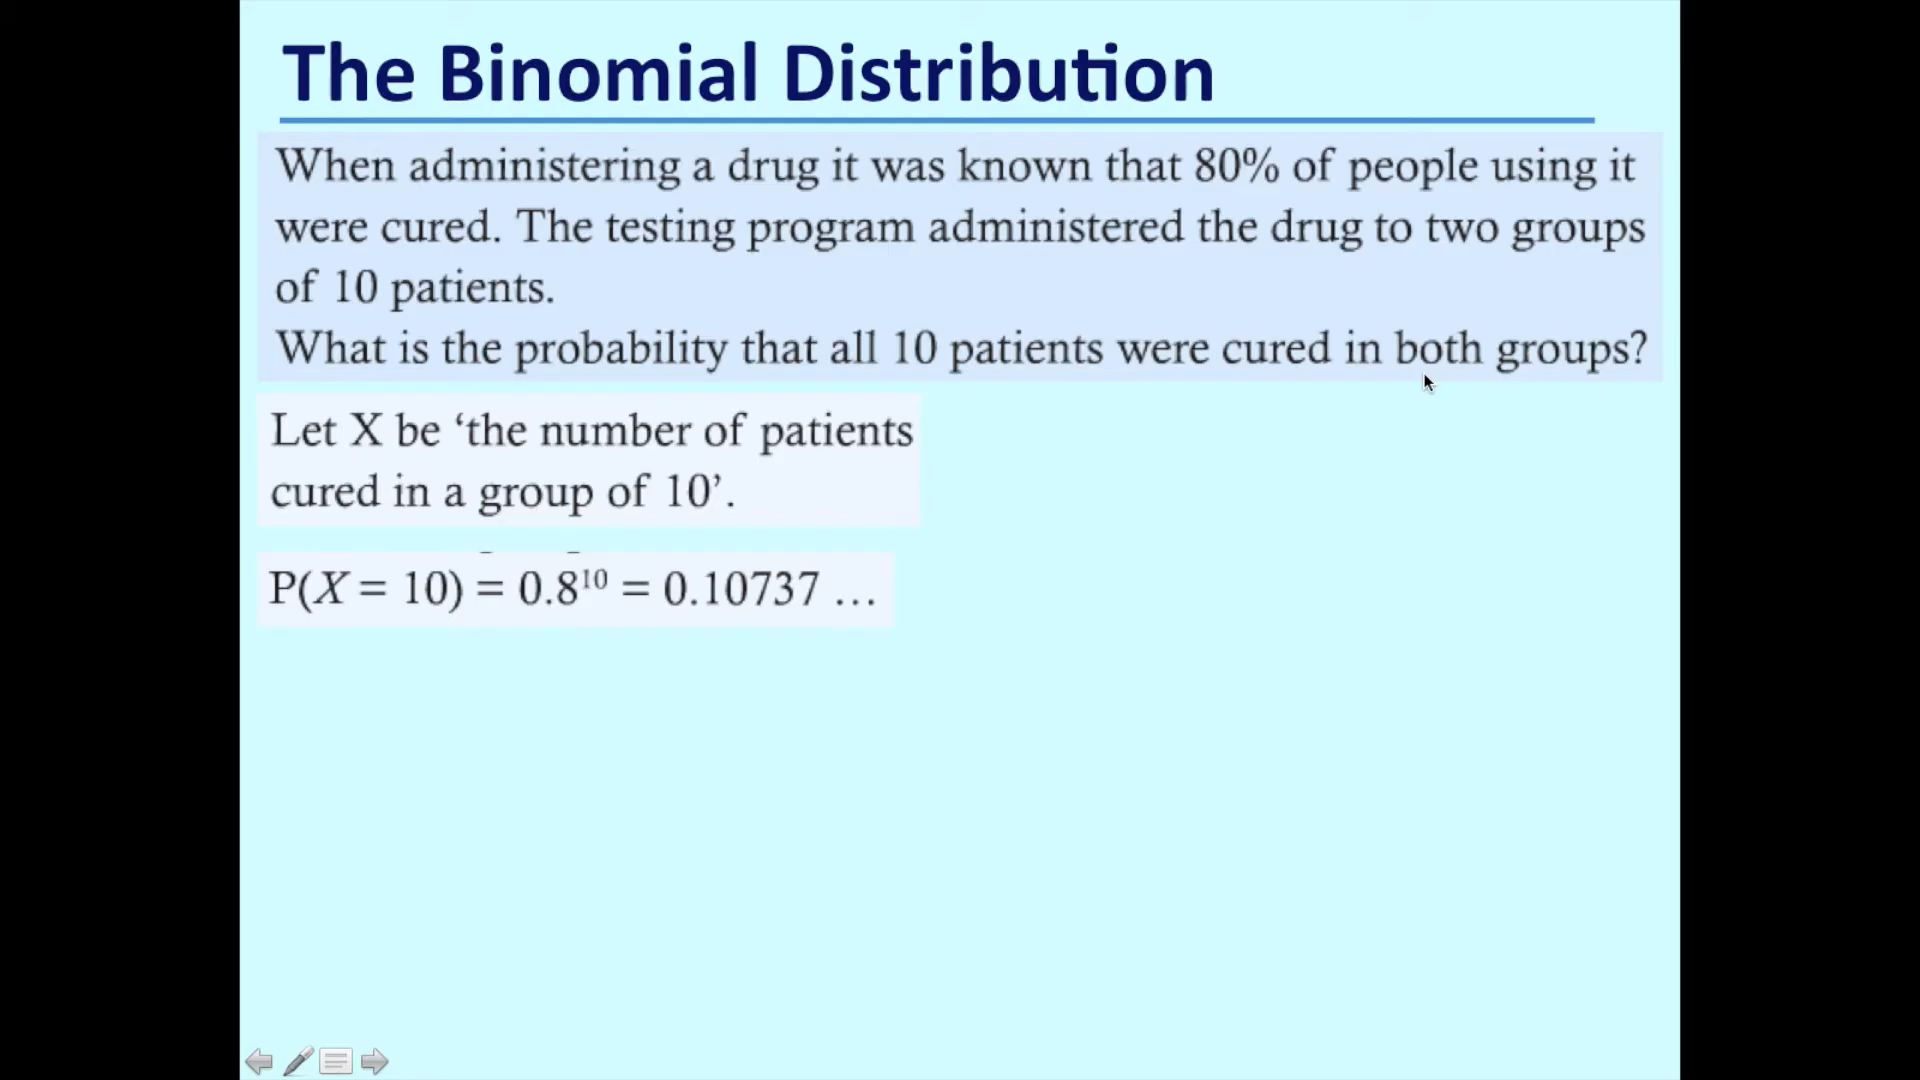 The Binomial Distribution
When administering a drug it was known that 80% of people using it
were cured. The testing program administered the drug to two groups
of 10 patients.
What is the probability that all 10 patients were cured in both groups?
Let X be ‘the number of patients
cured in a group of 10’.
P(X = 10) = 0.8¹⁰ = 0.10737 …